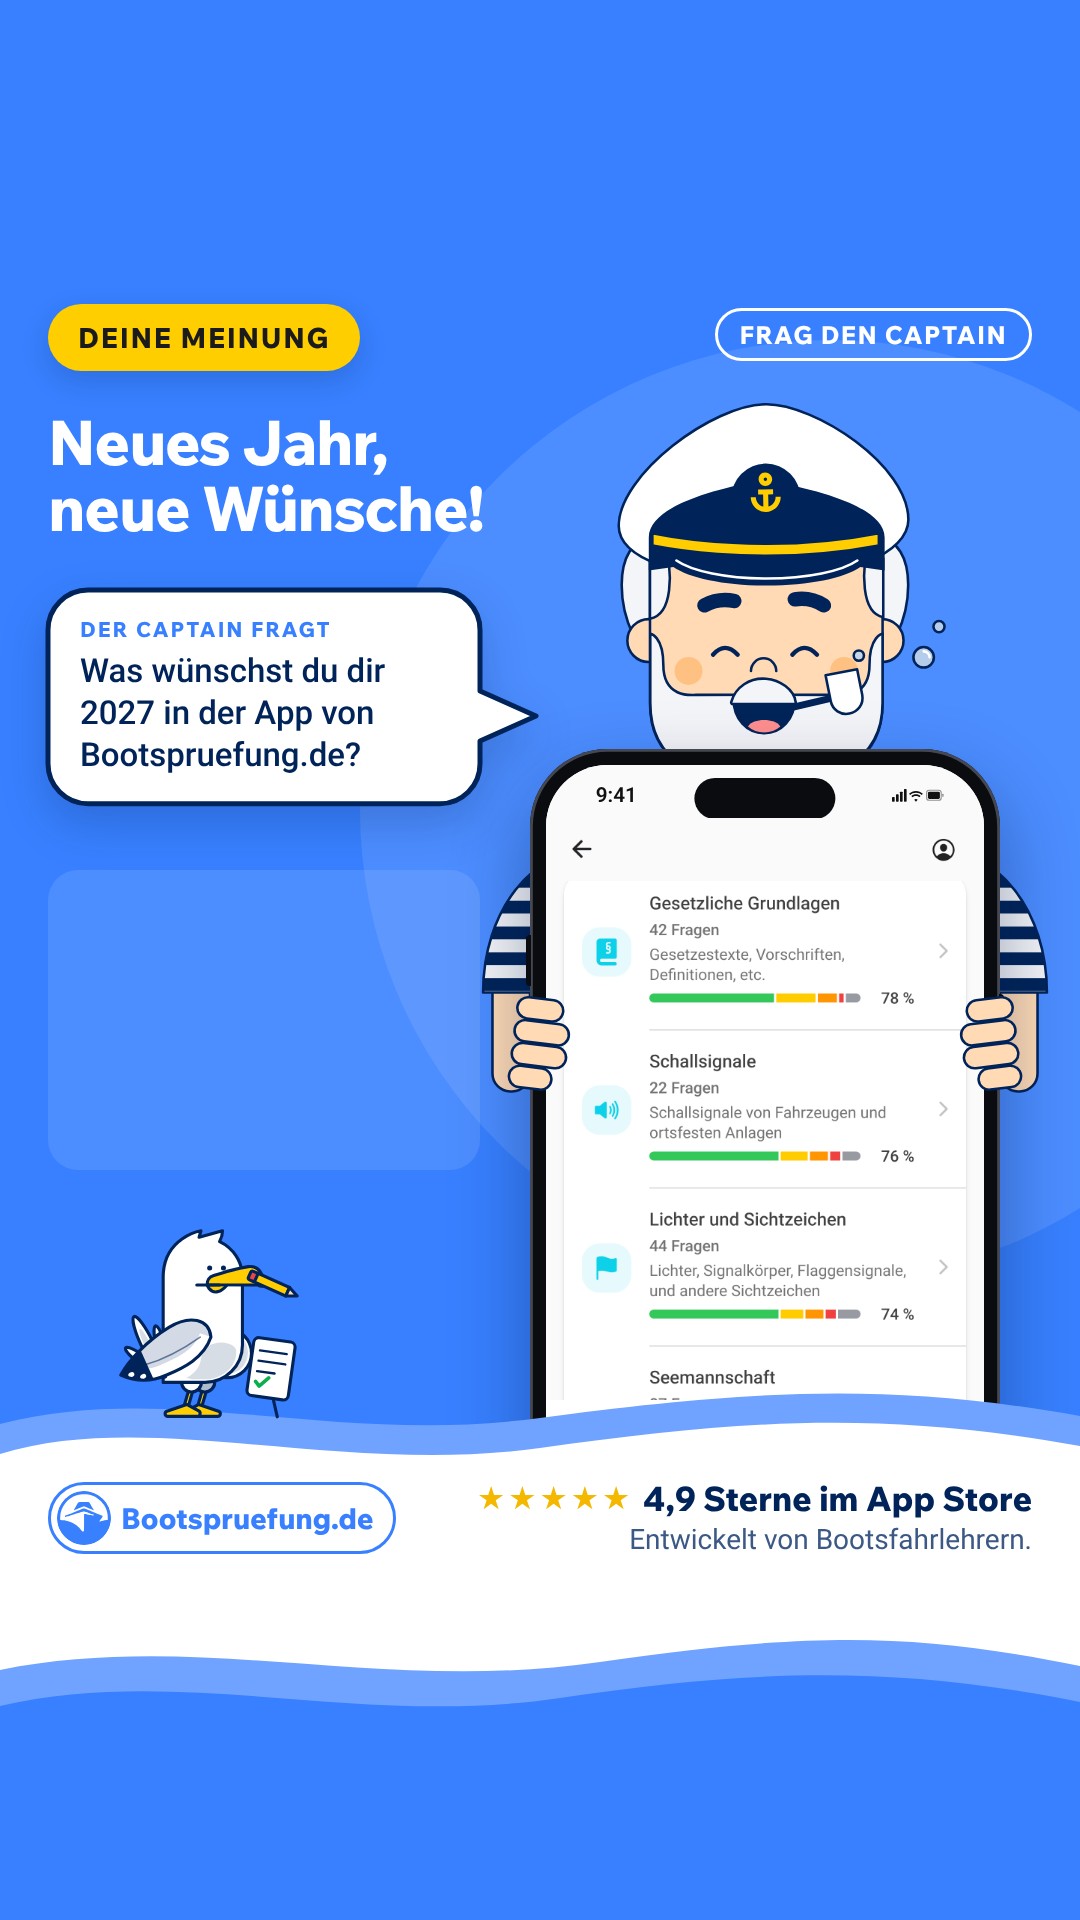 DEINE MEINUNG
FRAG DEN CAPTAIN
Neues Jahr,
neue Wünsche!
DER CAPTAIN FRAGT
Was wünschst du dir
2027 in der App von
Bootspruefung.de?
9:41
Gesetzliche Grundlagen
42 Fragen
§
Gesetzestexte, Vorschriften,
Definitionen, etc.
78 %
Schallsignale
22 Fragen
Schallsignale von Fahrzeugen und
ortsfesten Anlagen
76 %
Lichter und Sichtzeichen
44 Fragen
Lichter, Signalkörper, Flaggensignale,
und andere Sichtzeichen
74 %
Seemannschaft
Bootspruefung.de
★★★★★ 4,9 Sterne im App Store
Entwickelt von Bootsfahrlehrern.